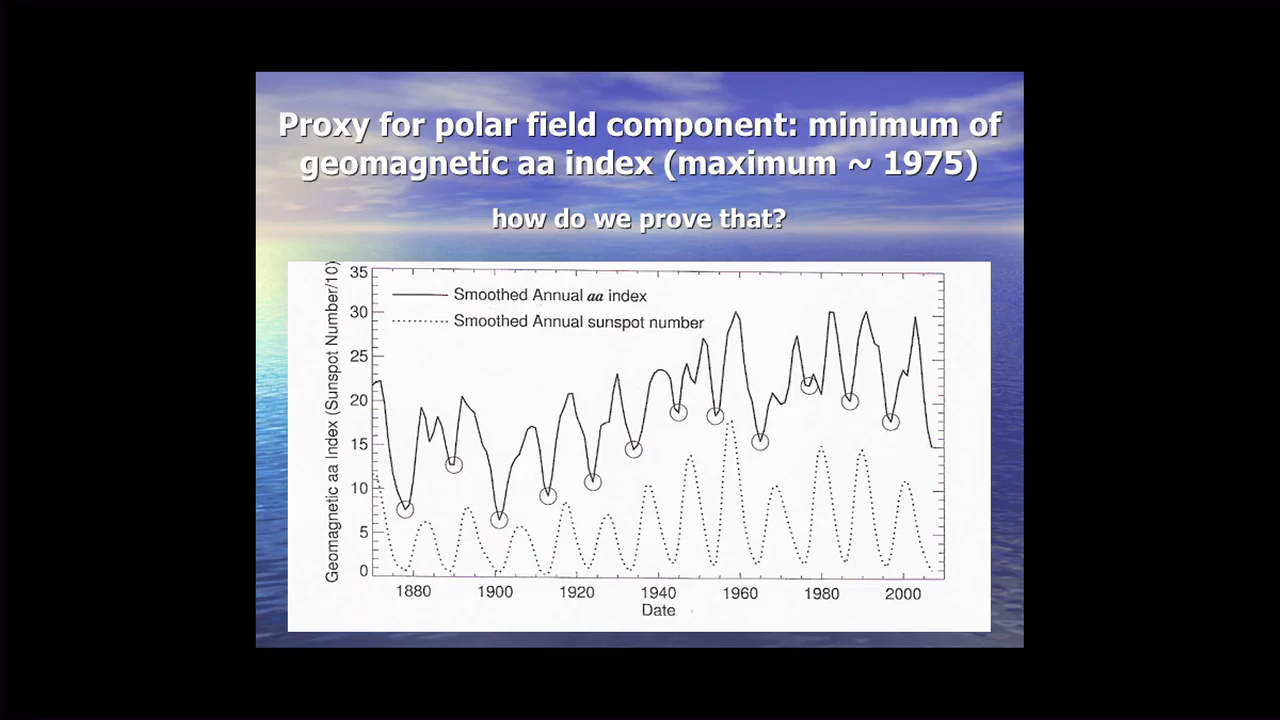 Proxy for polar field component: minimum of
geomagnetic aa index (maximum ~ 1975)
how do we prove that?
Geomagnetic aa Index (Sunspot Number/10)
35
30
25
20
15
10
5
0
Smoothed Annual aa index
Smoothed Annual sunspot number
1880 1900 1920 1940 1960 1980 2000
Date